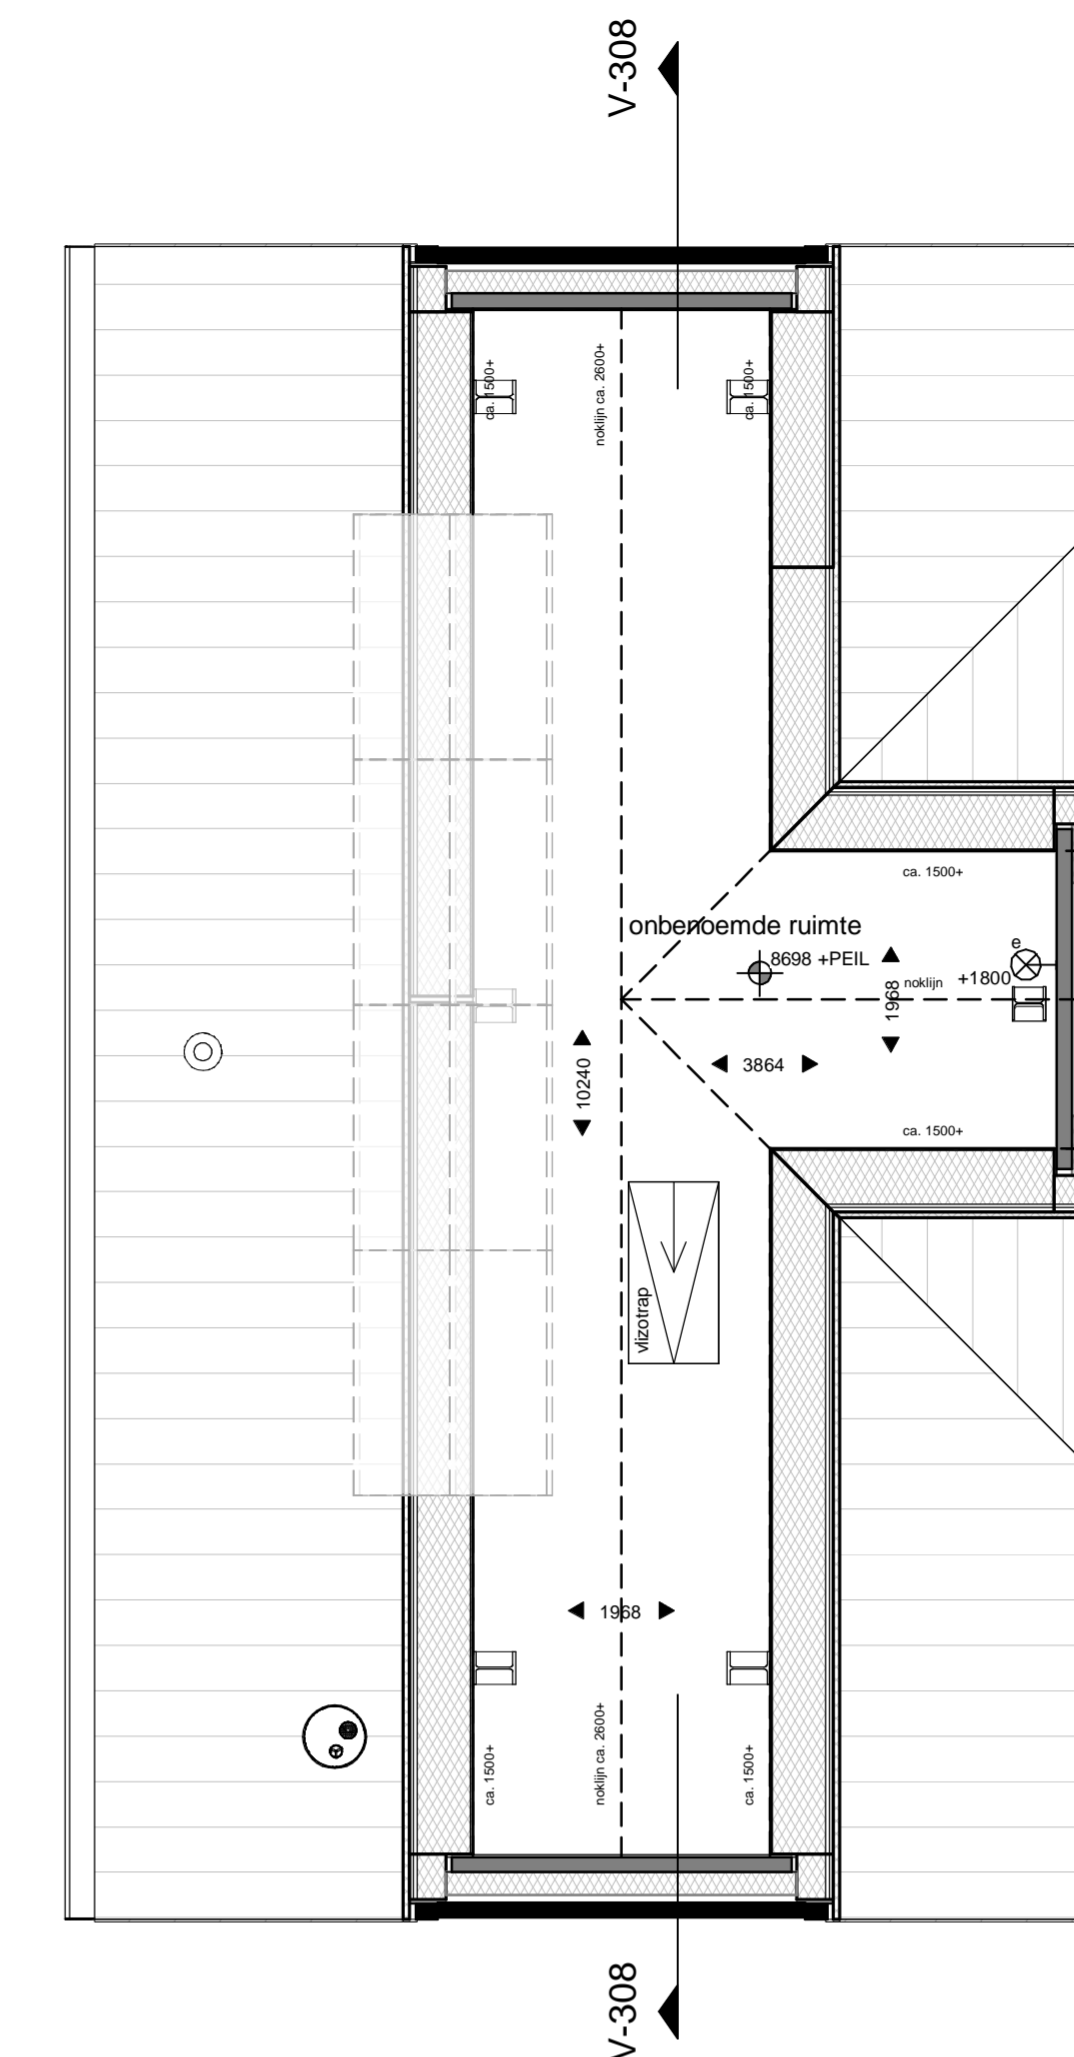 V-308
ca. 1500+
noklijn ca. 2600+
ca. 1500+
ca. 1500+
onbenoemde ruimte
e
8698 +PEIL
1968
noklijn
+1800
10240
3864
ca. 1500+
vlizotrap
1968
ca. 1500+
noklijn ca. 2600+
ca. 1500+
V-308